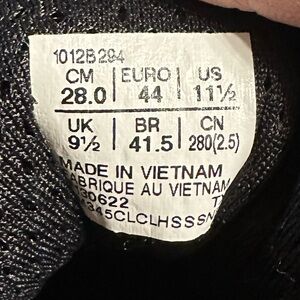 1012B294
CM EURO US
28.0 44 11½
UK BR CN
9½ 41.5 280(2.5)
MADE IN VIETNAM
FABRIQUE AU VIETNAM